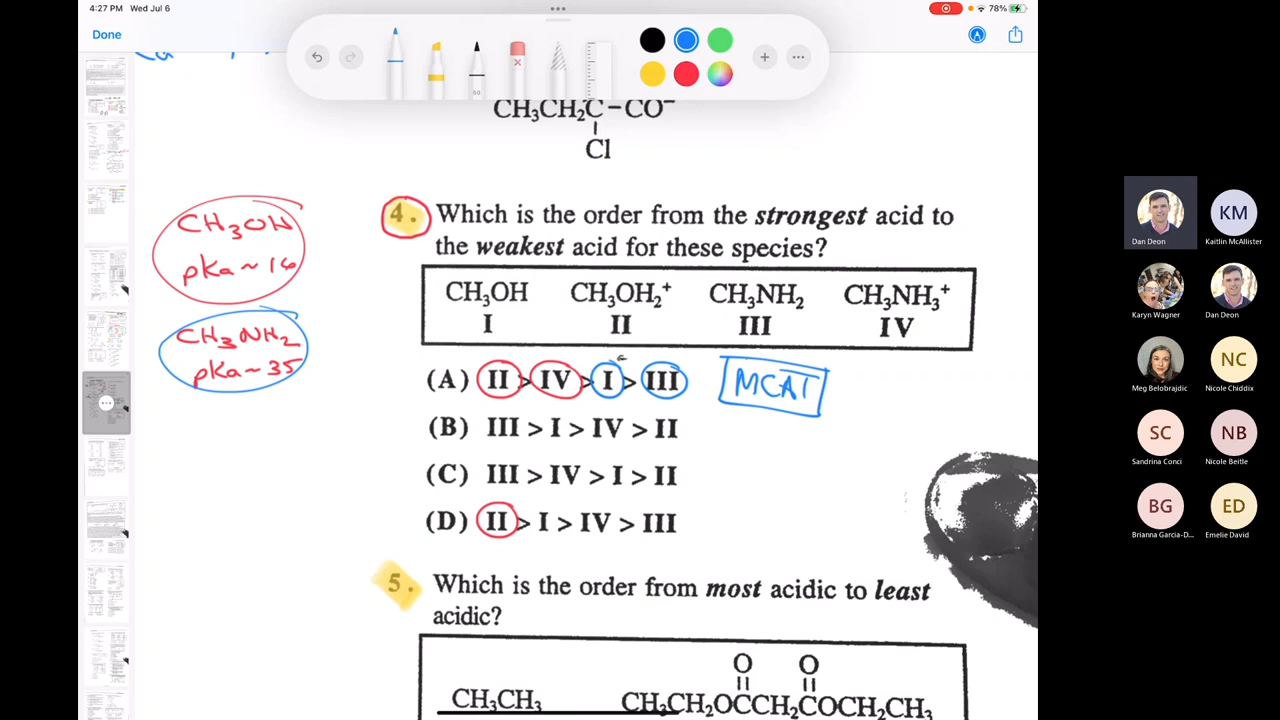 4:27 PM Wed Jul 6
78%
Done
CH₃CH₂C–CO⁻
Cl
4. Which is the order from the strongest acid to
the weakest acid for these species?
CH₃OH CH₃OH₂⁺ CH₃NH₂ CH₃NH₃⁺
I II III IV
(A) II > IV > I > III
MCAT
(B) III > I > IV > II
(C) III > IV > I > II
(D) II > I > IV > III
CH₃OH
pKa ~ 16
CH₃NH₂
pKa ~ 35
5. Which is the order from most acidic to least
acidic?
O O
CH₃CH₃ CH₃CH₂OCCH₂COCH₂CH₃
Dan Deon
KM
Kaitlin McAllister
Karyn Wagner
Dan Deon
Meg Belobrajdic
NC
Nicole Chiddix
SC
Sandrina Conci
NB
Nicole Beitle
BG
Brianna Garcia-D...
ED
Emelie David